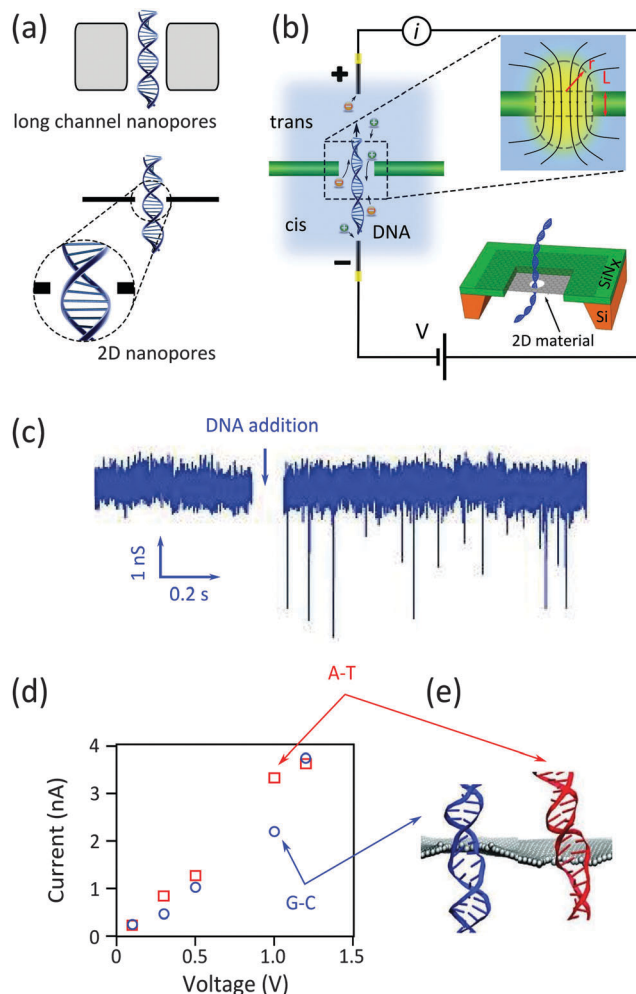 (a)
long channel nanopores
2D nanopores
(b)
i
+
trans
cis
DNA
−
V
r
L
SiNx
Si
2D material
(c)
DNA addition
1 nS
0.2 s
(d)
A-T
G-C
Current (nA)
4
3
2
1
0
0
0.5
1.0
1.5
Voltage (V)
(e)